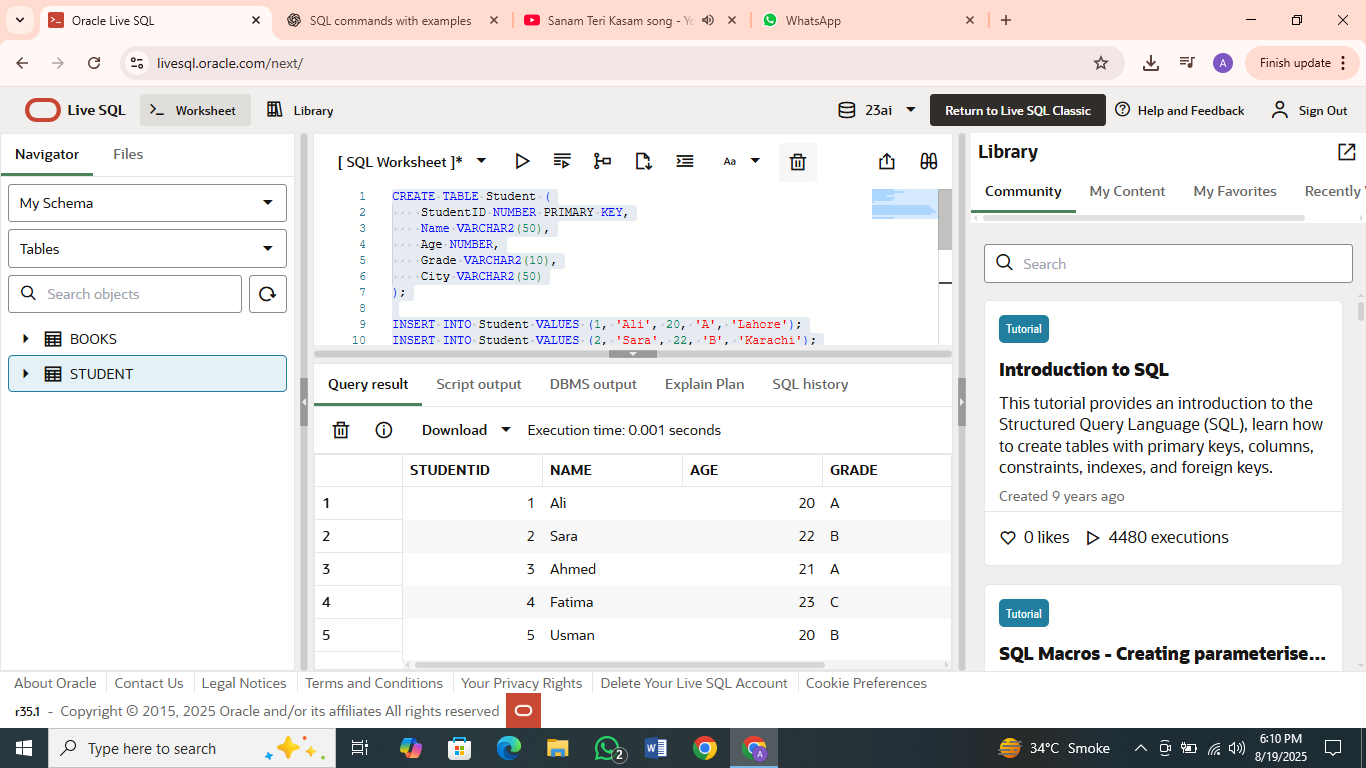 Oracle Live SQL
SQL commands with examples
Sanam Teri Kasam song - Yo
WhatsApp
livesql.oracle.com/next/
A
Finish update
Live SQL
Worksheet
Library
23ai
Return to Live SQL Classic
Help and Feedback
Sign Out
Navigator
Files
My Schema
Tables
Search objects
BOOKS
STUDENT
[ SQL Worksheet ]*
Aa
1 CREATE TABLE Student (
2 StudentID NUMBER PRIMARY KEY,
3 Name VARCHAR2(50),
4 Age NUMBER,
5 Grade VARCHAR2(10),
6 City VARCHAR2(50)
7 );
8
9 INSERT INTO Student VALUES (1, 'Ali', 20, 'A', 'Lahore');
10 INSERT INTO Student VALUES (2, 'Sara', 22, 'B', 'Karachi');
Query result
Script output
DBMS output
Explain Plan
SQL history
Download
Execution time: 0.001 seconds
STUDENTID NAME AGE GRADE
1 1 Ali 20 A
2 2 Sara 22 B
3 3 Ahmed 21 A
4 4 Fatima 23 C
5 5 Usman 20 B
Library
Community
My Content
My Favorites
Recently
Search
Tutorial
Introduction to SQL
This tutorial provides an introduction to the
Structured Query Language (SQL), learn how
to create tables with primary keys, columns,
constraints, indexes, and foreign keys.
Created 9 years ago
0 likes
4480 executions
Tutorial
SQL Macros - Creating parameterise...
About Oracle
Contact Us
Legal Notices
Terms and Conditions
Your Privacy Rights
Delete Your Live SQL Account
Cookie Preferences
r35.1 - Copyright © 2015, 2025 Oracle and/or its affiliates All rights reserved
Type here to search
2
W
A
34°C Smoke
6:10 PM
8/19/2025